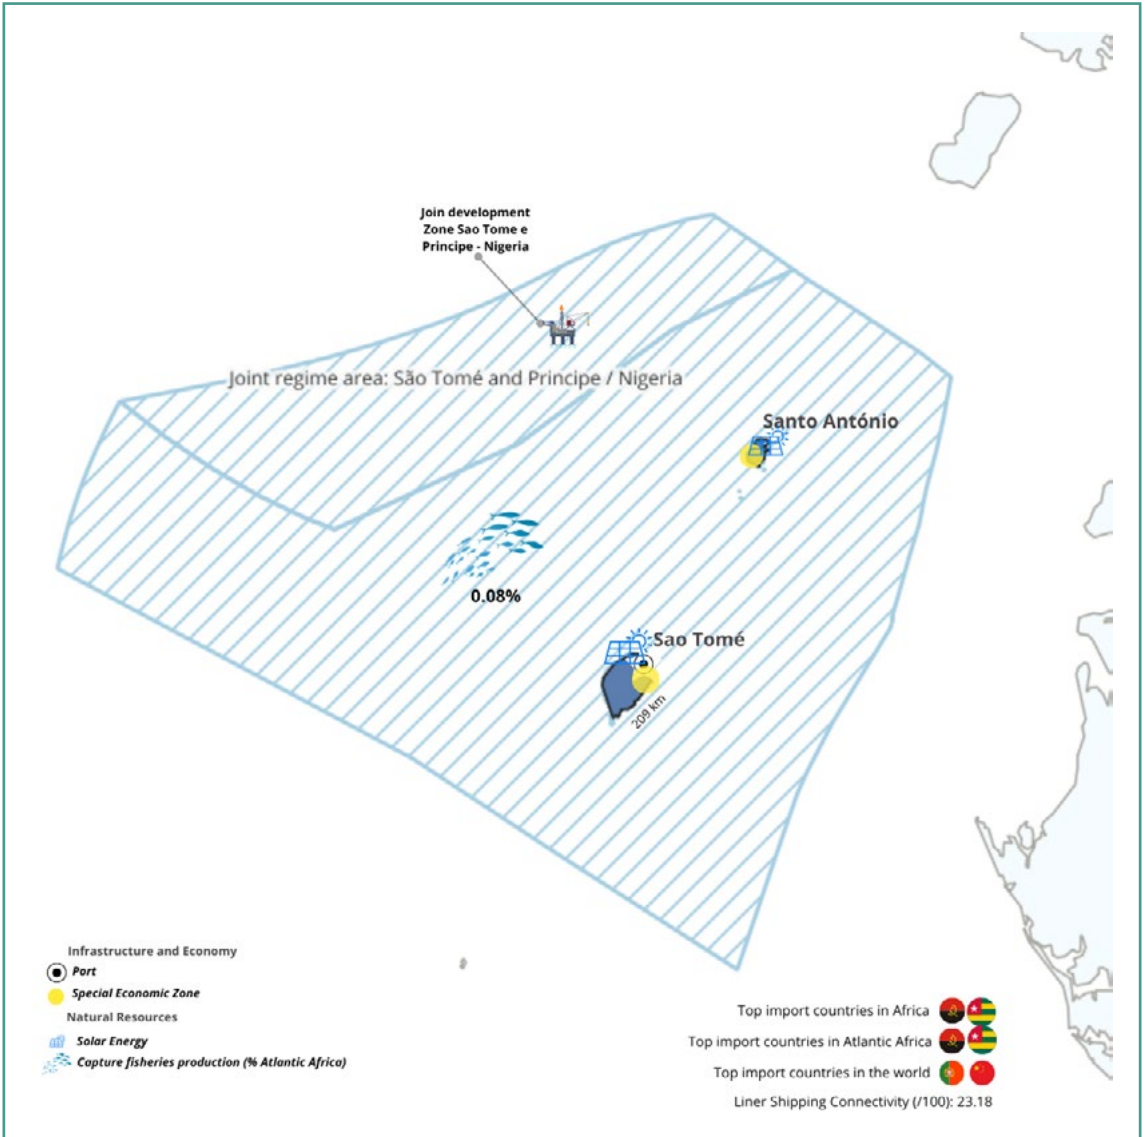 Join development
Zone Sao Tome e
Principe - Nigeria
Joint regime area: São Tomé and Principe / Nigeria
Santo António
0.08%
Sao Tomé
209 km
Infrastructure and Economy
Port
Special Economic Zone
Natural Resources
Solar Energy
Capture fisheries production (% Atlantic Africa)
Top import countries in Africa
Top import countries in Atlantic Africa
Top import countries in the world
Liner Shipping Connectivity (/100): 23.18